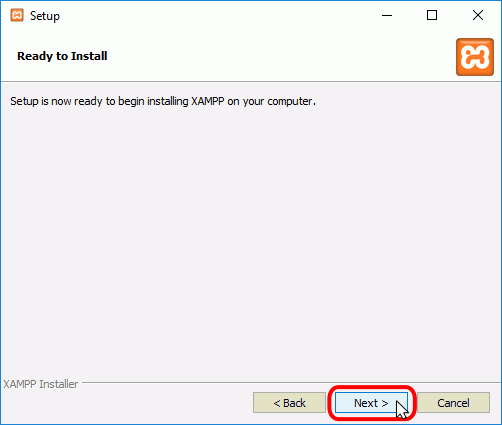 Setup
Ready to Install
Setup is now ready to begin installing XAMPP on your computer.
XAMPP Installer
< Back
Next >
Cancel